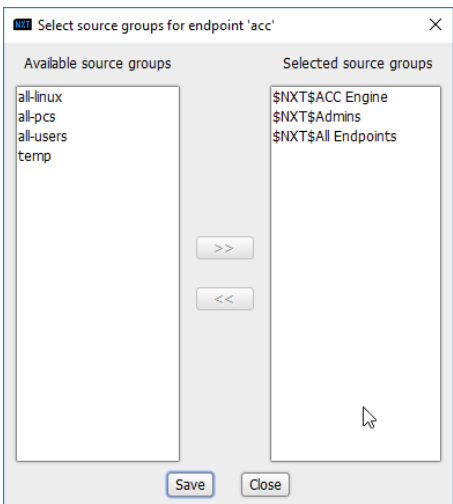 NXT Select source groups for endpoint 'acc'
Available source groups
all-linux
all-pcs
all-users
temp
>>
<<
Selected source groups
$NXT$ACC Engine
$NXT$Admins
$NXT$All Endpoints
Save Close